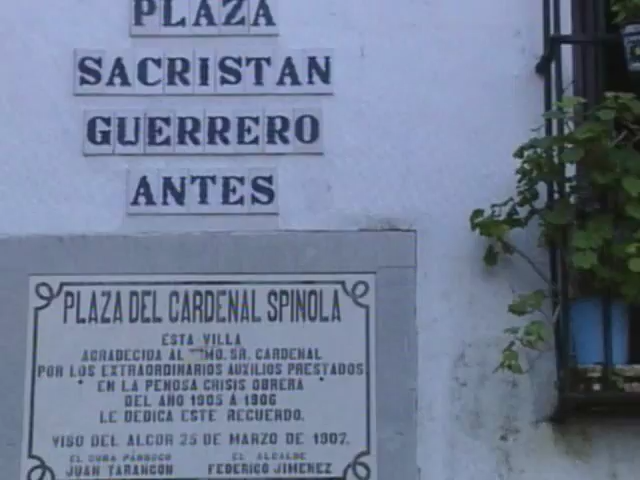 PLAZA
SACRISTAN
GUERRERO
ANTES
PLAZA DEL CARDENAL SPINOLA
ESTA VILLA
AGRADECIDA AL MO. SR. CARDENAL
POR LOS EXTRAORDINARIOS AUXILIOS PRESTADOS
EN LA PENOSA CRISIS OBRERA
DEL AÑO 1905 Á 1906
LE DEDICA ESTE RECUERDO.
VISO DEL ALCOR 25 DE MARZO DE 1907.
EL CURA PÁRROCO EL ALCALDE
JUAN TARANCON FEDERICO JIMENEZ